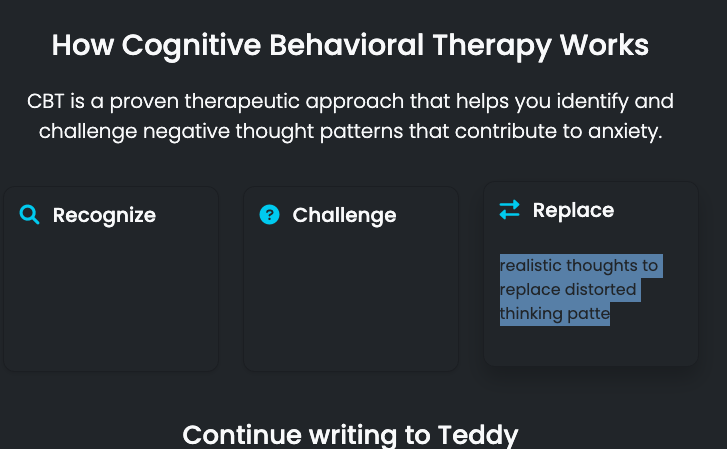 How Cognitive Behavioral Therapy Works
CBT is a proven therapeutic approach that helps you identify and
challenge negative thought patterns that contribute to anxiety.
Recognize
Challenge
Replace
realistic thoughts to
replace distorted
thinking patte
Continue writing to Teddy